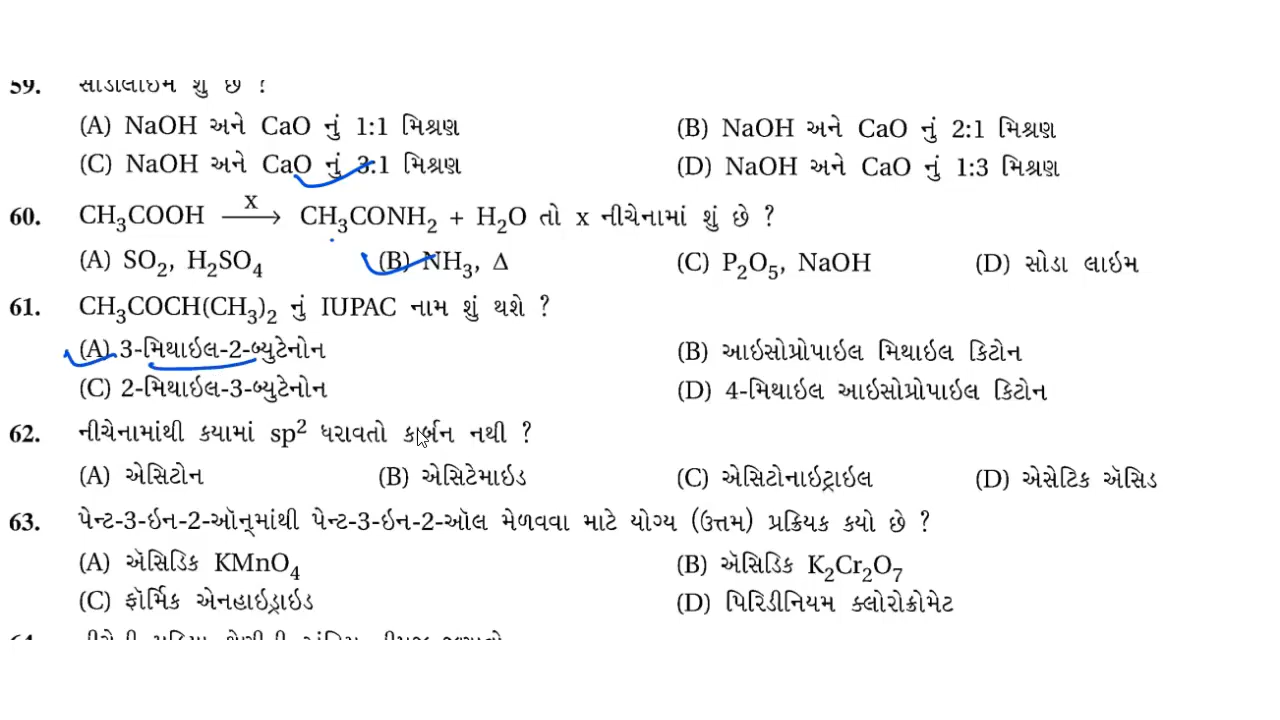 59. સોડાલાઇમ શું છે ?
(A) NaOH અને CaO નું 1:1 મિશ્રણ (B) NaOH અને CaO નું 2:1 મિશ્રણ
(C) NaOH અને CaO નું 3:1 મિશ્રણ (D) NaOH અને CaO નું 1:3 મિશ્રણ
60. CH₃COOH —X→ CH₃CONH₂ + H₂O તો x નીચેનામાં શું છે ?
(A) SO₂, H₂SO₄ (B) NH₃, Δ (C) P₂O₅, NaOH (D) સોડા લાઇમ
61. CH₃COCH(CH₃)₂ નું IUPAC નામ શું થશે ?
(A) 3-મિથાઇલ-2-બ્યુટેનોન (B) આઇસોપ્રોપાઇલ મિથાઇલ કિટોન
(C) 2-મિથાઇલ-3-બ્યુટેનોન (D) 4-મિથાઇલ આઇસોપ્રોપાઇલ કિટોન
62. નીચેનામાંથી કયામાં sp² ધરાવતો કાર્બન નથી ?
(A) એસિટોન (B) એસિટેમાઇડ (C) એસિટોનાઇટ્રાઇલ (D) એસેટિક ઍસિડ
63. પેન્ટ-3-ઇન-2-ઑન્માંથી પેન્ટ-3-ઇન-2-ઑલ મેળવવા માટે યોગ્ય (ઉત્તમ) પ્રક્રિયક કયો છે ?
(A) ઍસિડિક KMnO₄ (B) ઍસિડિક K₂Cr₂O₇
(C) ફૉર્મિક એનહાઇડ્રાઇડ (D) પિરિડીનિયમ ક્લોરોક્રોમેટ